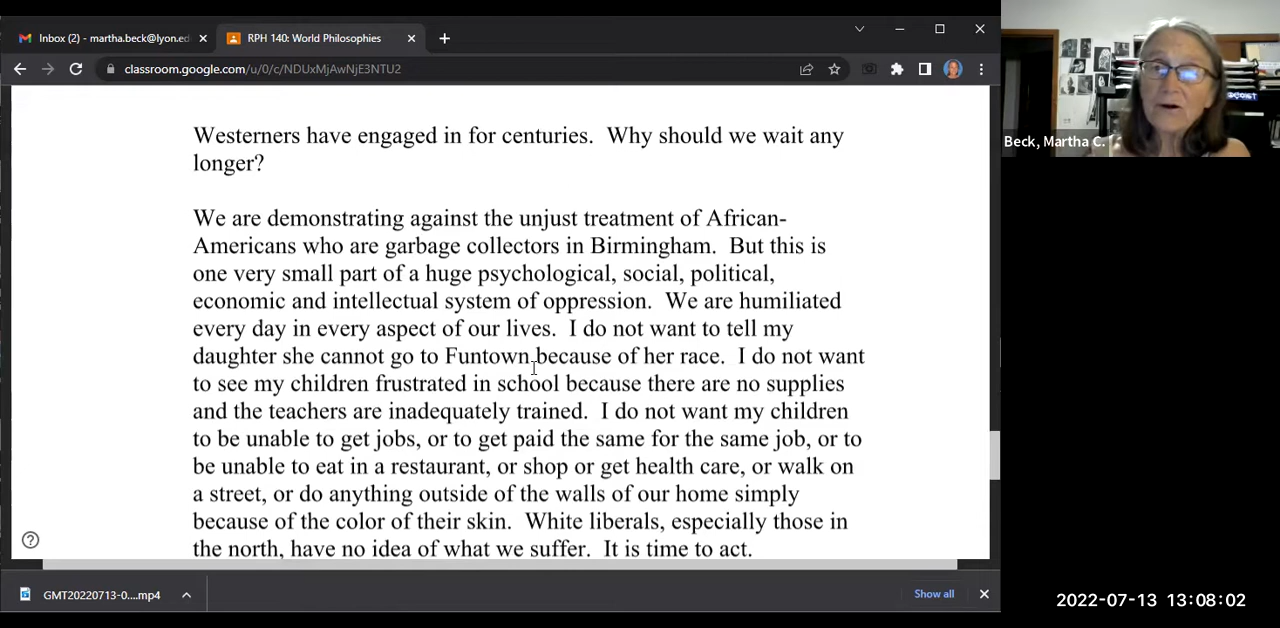 Inbox (2) - martha.beck@lyon.ed
RPH 140: World Philosophies
classroom.google.com/u/0/c/NDUxMjAwNjE3NTU2
Westerners have engaged in for centuries.  Why should we wait any
longer?
We are demonstrating against the unjust treatment of African-
Americans who are garbage collectors in Birmingham.  But this is
one very small part of a huge psychological, social, political,
economic and intellectual system of oppression.  We are humiliated
every day in every aspect of our lives.  I do not want to tell my
daughter she cannot go to Funtown because of her race.  I do not want
to see my children frustrated in school because there are no supplies
and the teachers are inadequately trained.  I do not want my children
to be unable to get jobs, or to get paid the same for the same job, or to
be unable to eat in a restaurant, or shop or get health care, or walk on
a street, or do anything outside of the walls of our home simply
because of the color of their skin.  White liberals, especially those in
the north, have no idea of what we suffer.  It is time to act.
GMT20220713-0....mp4
Show all
Beck, Martha C.
2022-07-13 13:08:02